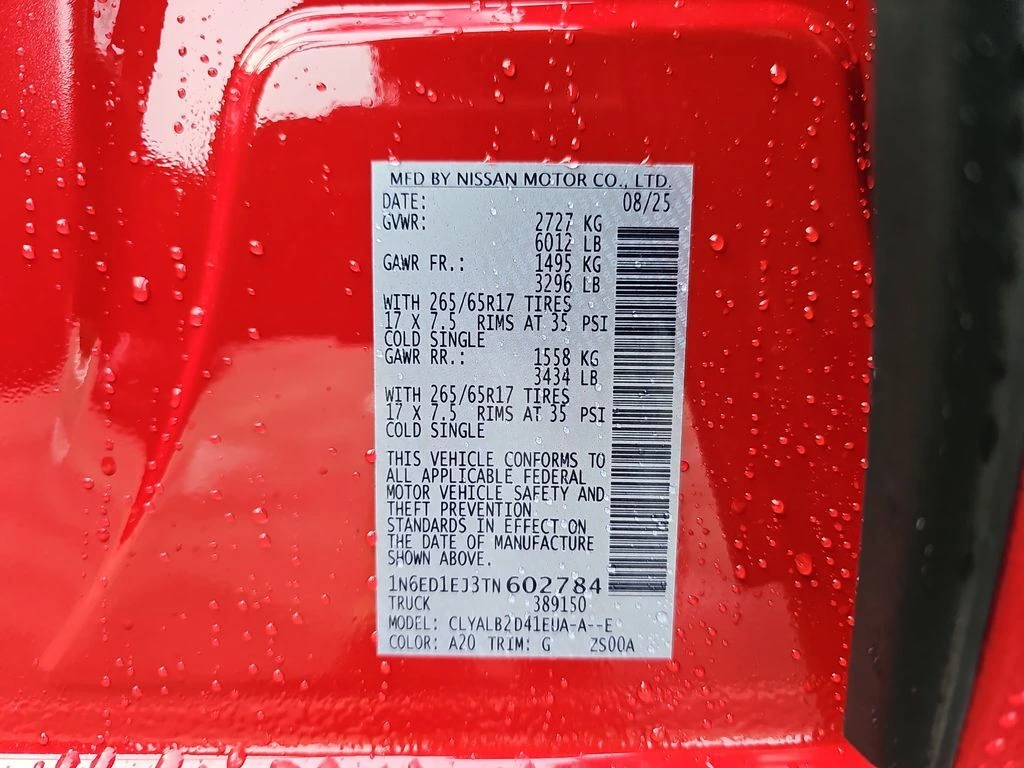 MFD BY NISSAN MOTOR CO., LTD.
DATE: 08/25
GVWR: 2727 KG
6012 LB
GAWR FR.: 1495 KG
3296 LB
WITH 265/65R17 TIRES
17 X 7.5 RIMS AT 35 PSI
COLD SINGLE
GAWR RR.: 1558 KG
3434 LB
WITH 265/65R17 TIRES
17 X 7.5 RIMS AT 35 PSI
COLD SINGLE
THIS VEHICLE CONFORMS TO
ALL APPLICABLE FEDERAL
MOTOR VEHICLE SAFETY AND
THEFT PREVENTION
STANDARDS IN EFFECT ON
THE DATE OF MANUFACTURE
SHOWN ABOVE.
1N6ED1EJ3TN602784
TRUCK 389150
MODEL: CLYALB2D41EUA-A--E
COLOR: A20 TRIM: G ZS00A